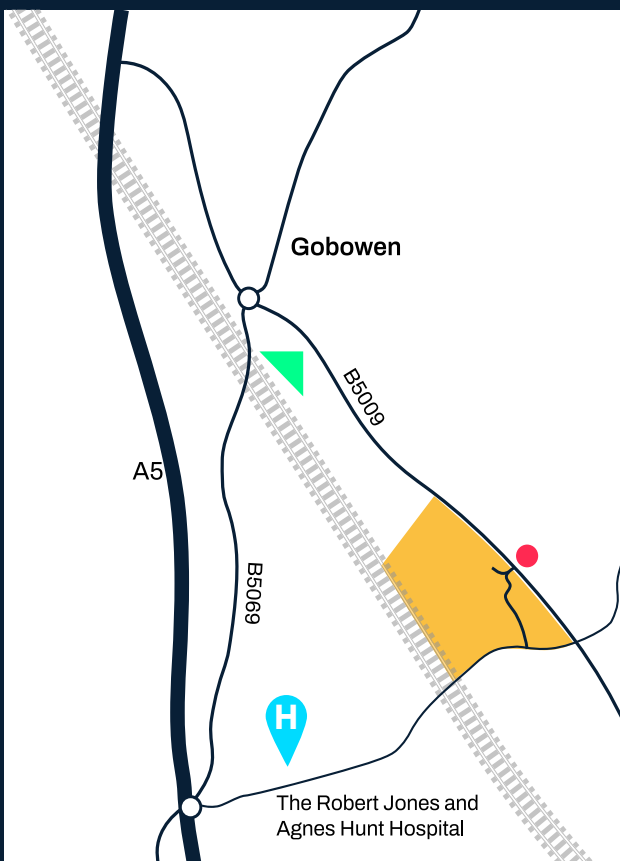 Gobowen
B5009
A5
B5069
H
The Robert Jones and
Agnes Hunt Hospital